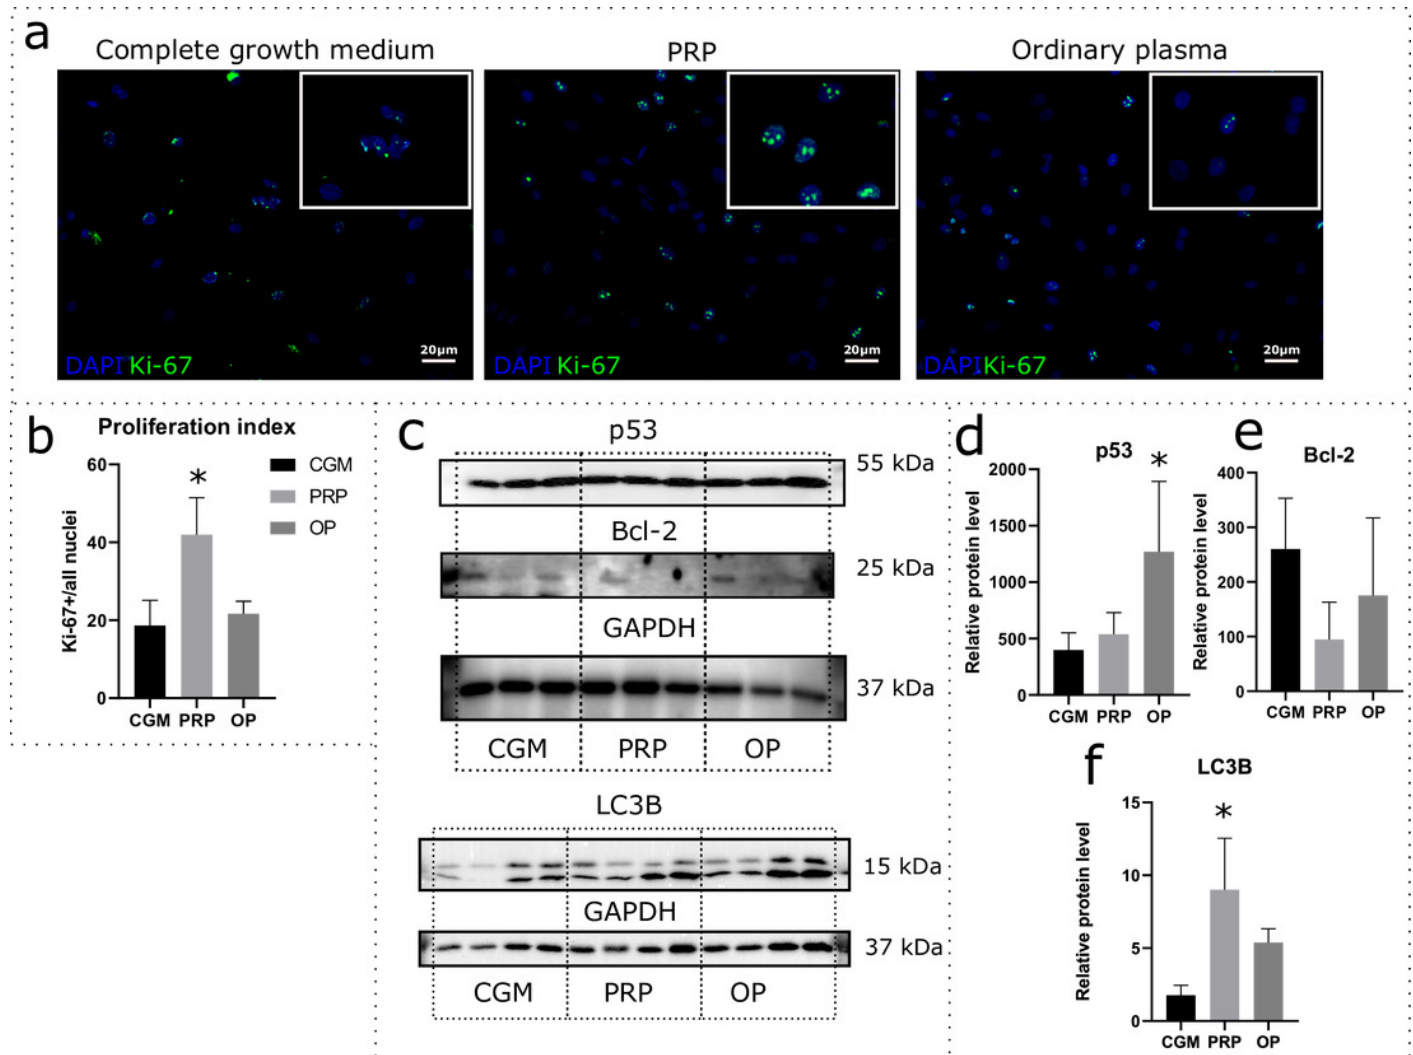 a
Complete growth medium
PRP
Ordinary plasma
DAPI Ki-67
20µm
DAPI Ki-67
20µm
DAPI Ki-67
20µm
b
Proliferation index
Ki-67+/all nuclei
60
40
20
0
CGM PRP OP
*
CGM
PRP
OP
c
p53
55 kDa
Bcl-2
25 kDa
GAPDH
37 kDa
CGM PRP OP
LC3B
15 kDa
GAPDH
37 kDa
CGM PRP OP
d
p53
Relative protein level
2000
1500
1000
500
0
*
CGM PRP OP
e
Bcl-2
Relative protein level
400
300
200
100
0
CGM PRP OP
f
LC3B
Relative protein level
15
10
5
0
*
CGM PRP OP